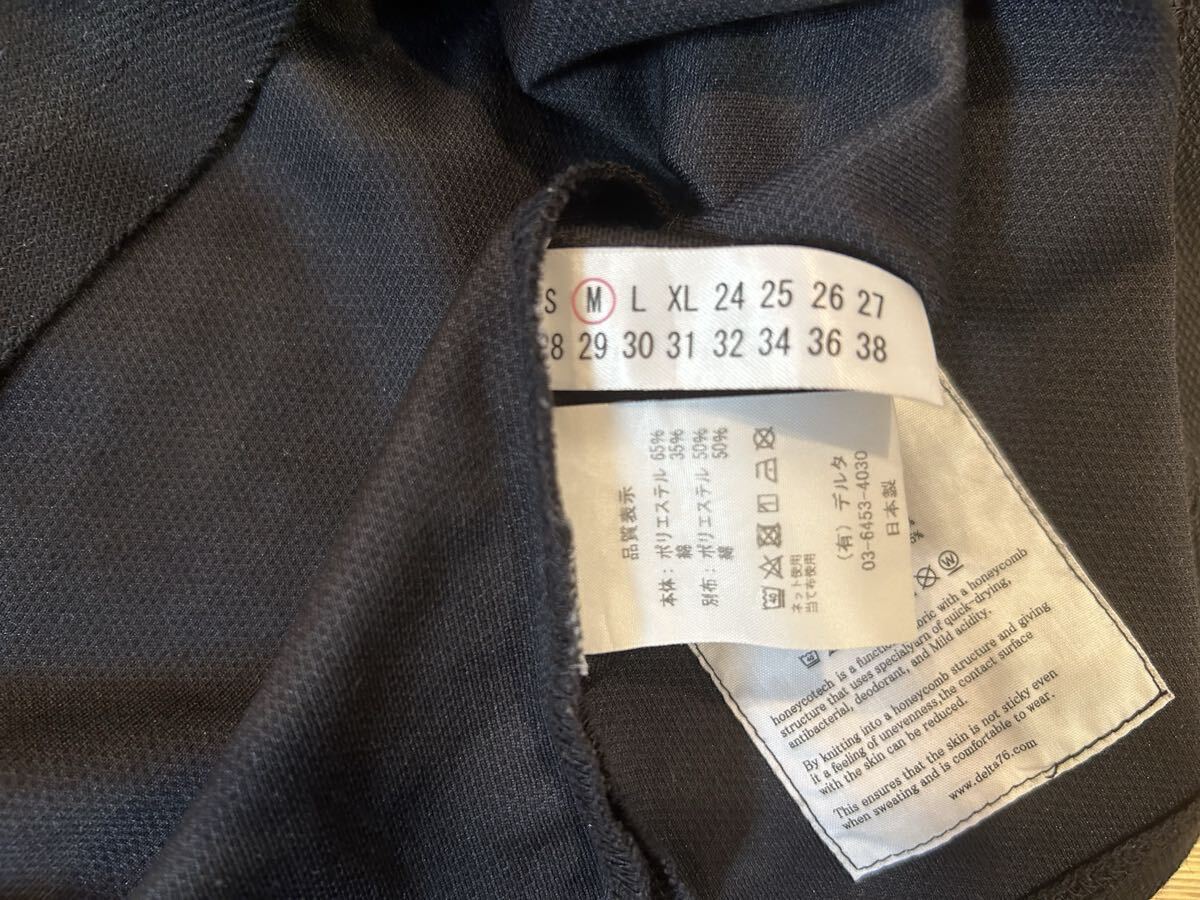 S M L XL 24 25 26 27
28 29 30 31 32 34 36 38
品質表示
本体: ポリエステル 65%
綿 35%
別布: ポリエステル 50%
綿 50%
ネット使用
当て布使用
(有) デルタ
03-6453-4030
日本製
honeycotech is a with a honeycomb
structure that uses of quick-drying,
antibacterial, deodorant, and Mild acidity.
By knitting into a honeycomb structure and giving
it a feeling of unevenness,the contact surface
with the skin can be reduced.
This ensures that the skin is not sticky even
when sweating and is comfortable to wear.
www.delta76.com